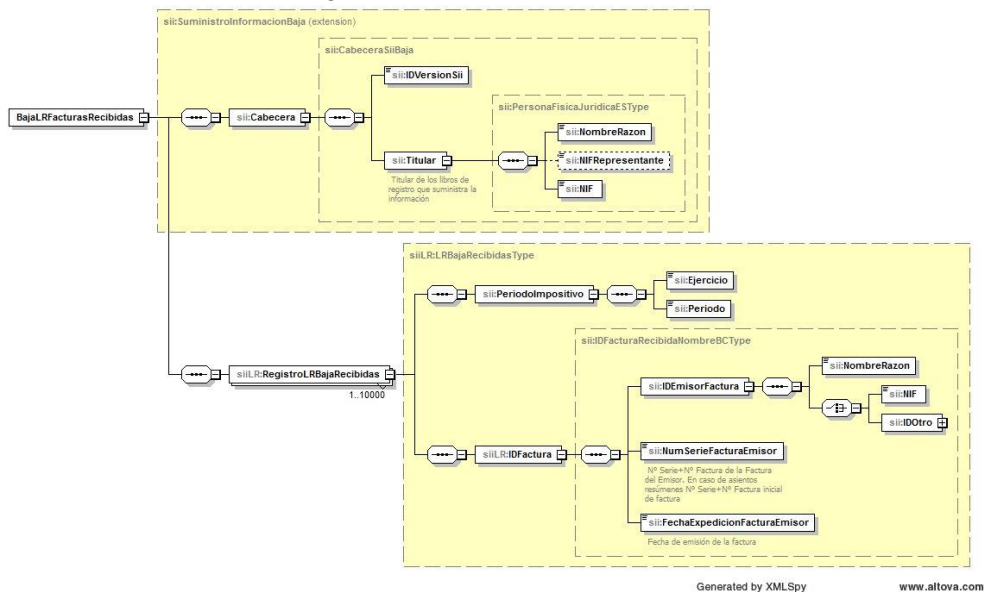 sii:SuministroInformacionBaja (extension)
sii:CabeceraSiiBaja
sii:IDVersionSii
sii:PersonaFisicaJuridicaESType
BajaLRFacturasRecibidas
sii:Cabecera
sii:NombreRazon
sii:Titular
sii:NIFRepresentante
Titular de los libros de
registro que suministra la
información
sii:NIF
siiLR:LRBajaRecibidasType
sii:PeriodoImpositivo
sii:Ejercicio
sii:Periodo
sii:IDFacturaRecibidaNombreBCType
siiLR:RegistroLRBajaRecibidas
1..10000
sii:IDEmisorFactura
sii:NombreRazon
sii:NIF
sii:IDOtro
siiLR:IDFactura
sii:NumSerieFacturaEmisor
Nº Serie+Nº Factura de la Factura
del Emisor. En caso de asientos
resúmenes Nº Serie+Nº Factura inicial
de factura
sii:FechaExpedicionFacturaEmisor
Fecha de emisión de la factura
Generated by XMLSpy
www.altova.com